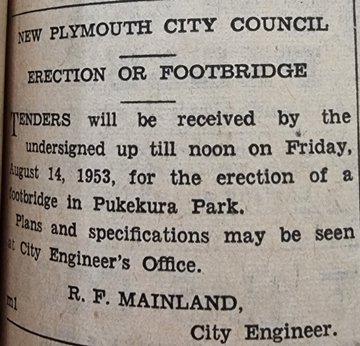 NEW PLYMOUTH CITY COUNCIL
ERECTION OR FOOTBRIDGE
TENDERS will be received by the
undersigned up till noon on Friday,
August 14, 1953, for the erection of a
footbridge in Pukekura Park.
Plans and specifications may be seen
at City Engineer's Office.
R. F. MAINLAND,
ml
City Engineer.